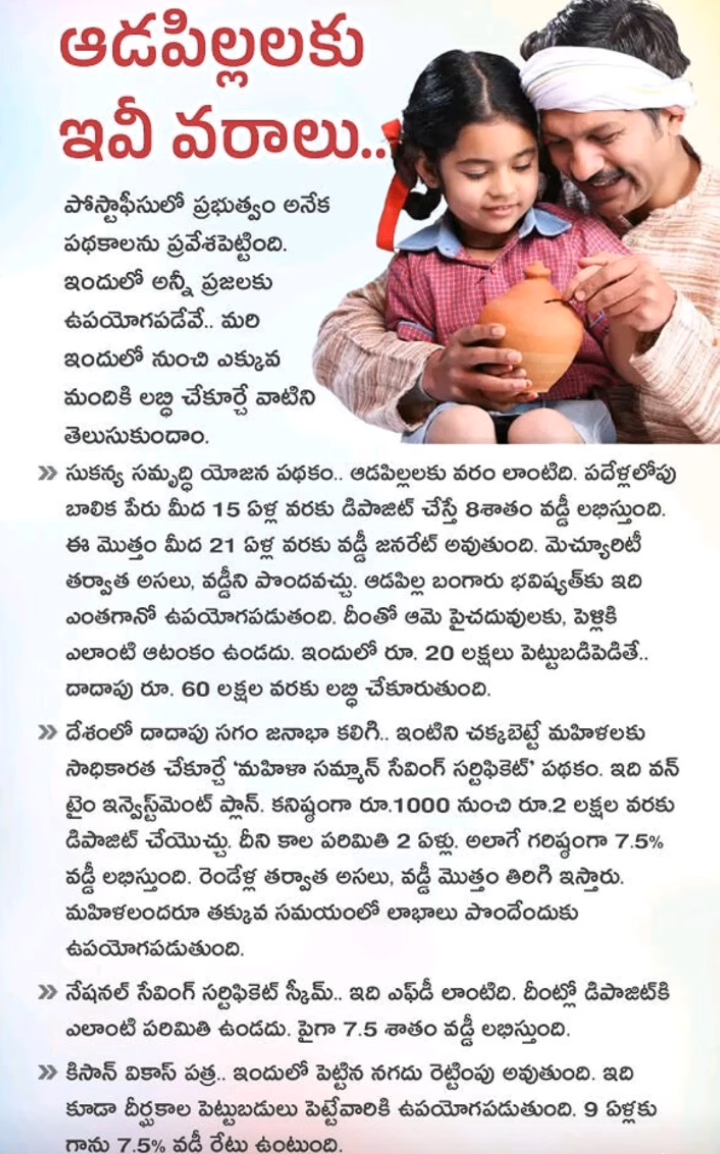 ఆడపిల్లలకు
ఇవీ వరాలు..
పోస్టాఫీసులో ప్రభుత్వం అనేక
పథకాలను ప్రవేశపెట్టింది.
ఇందులో అన్నీ ప్రజలకు
ఉపయోగపడేవే.. మరి
ఇందులో నుంచి ఎక్కువ
మందికి లబ్ధి చేకూర్చే వాటిని
తెలుసుకుందాం.
» సుకన్య సమృద్ధి యోజన పథకం.. ఆడపిల్లలకు వరం లాంటిది. పదేళ్లలోపు
బాలిక పేరు మీద 15 ఏళ్ల వరకు డిపాజిట్ చేస్తే 8శాతం వడ్డీ లభిస్తుంది.
ఈ మొత్తం మీద 21 ఏళ్ల వరకు వడ్డీ జనరేట్ అవుతుంది. మెచ్యూరిటీ
తర్వాత అసలు, వడ్డీని పొందవచ్చు. ఆడపిల్ల బంగారు భవిష్యత్‌కు ఇది
ఎంతగానో ఉపయోగపడుతంది. దీంతో ఆమె పైచదువులకు, పెళ్లికి
ఎలాంటి ఆటంకం ఉండదు. ఇందులో రూ. 20 లక్షలు పెట్టుబడిపెడితే..
దాదాపు రూ. 60 లక్షల వరకు లబ్ధి చేకూరుతుంది.
» దేశంలో దాదాపు సగం జనాభా కలిగి.. ఇంటిని చక్కబెట్టే మహిళలకు
సాధికారత చేకూర్చే ‘మహిళా సమ్మాన్ సేవింగ్ సర్టిఫికెట్’ పథకం. ఇది వన్
టైం ఇన్వెస్ట్‌మెంట్ ప్లాన్. కనిష్ఠంగా రూ.1000 నుంచి రూ.2 లక్షల వరకు
డిపాజిట్ చేయొచ్చు. దీని కాల పరిమితి 2 ఏళ్లు. అలాగే గరిష్ఠంగా 7.5%
వడ్డీ లభిస్తుంది. రెండేళ్ల తర్వాత అసలు, వడ్డీ మొత్తం తిరిగి ఇస్తారు.
మహిళలందరూ తక్కువ సమయంలో లాభాలు పొందేందుకు
ఉపయోగపడుతుంది.
» నేషనల్ సేవింగ్ సర్టిఫికెట్ స్కీమ్.. ఇది ఎఫ్‌డీ లాంటిది. దీంట్లో డిపాజిట్‌కి
ఎలాంటి పరిమితి ఉండదు. పైగా 7.5 శాతం వడ్డీ లభిస్తుంది.
» కిసాన్ వికాస్ పత్ర.. ఇందులో పెట్టిన నగదు రెట్టింపు అవుతుంది. ఇది
కూడా దీర్ఘకాల పెట్టుబడులు పెట్టేవారికి ఉపయోగపడుతుంది. 9 ఏళ్లకు
గాను 7.5% వడ్డీ రేటు ఉంటుంది.